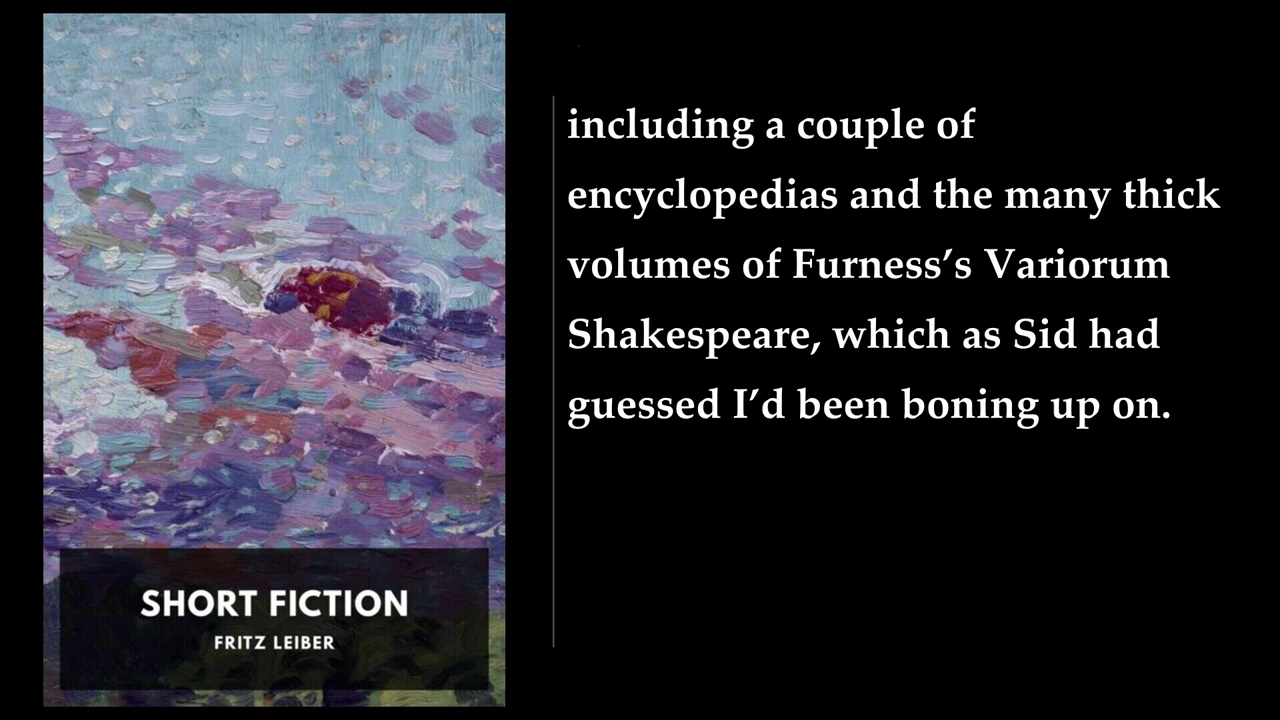 including a couple of
encyclopedias and the many thick
volumes of Furness’s Variorum
Shakespeare, which as Sid had
guessed I’d been boning up on.
SHORT FICTION
FRITZ LEIBER